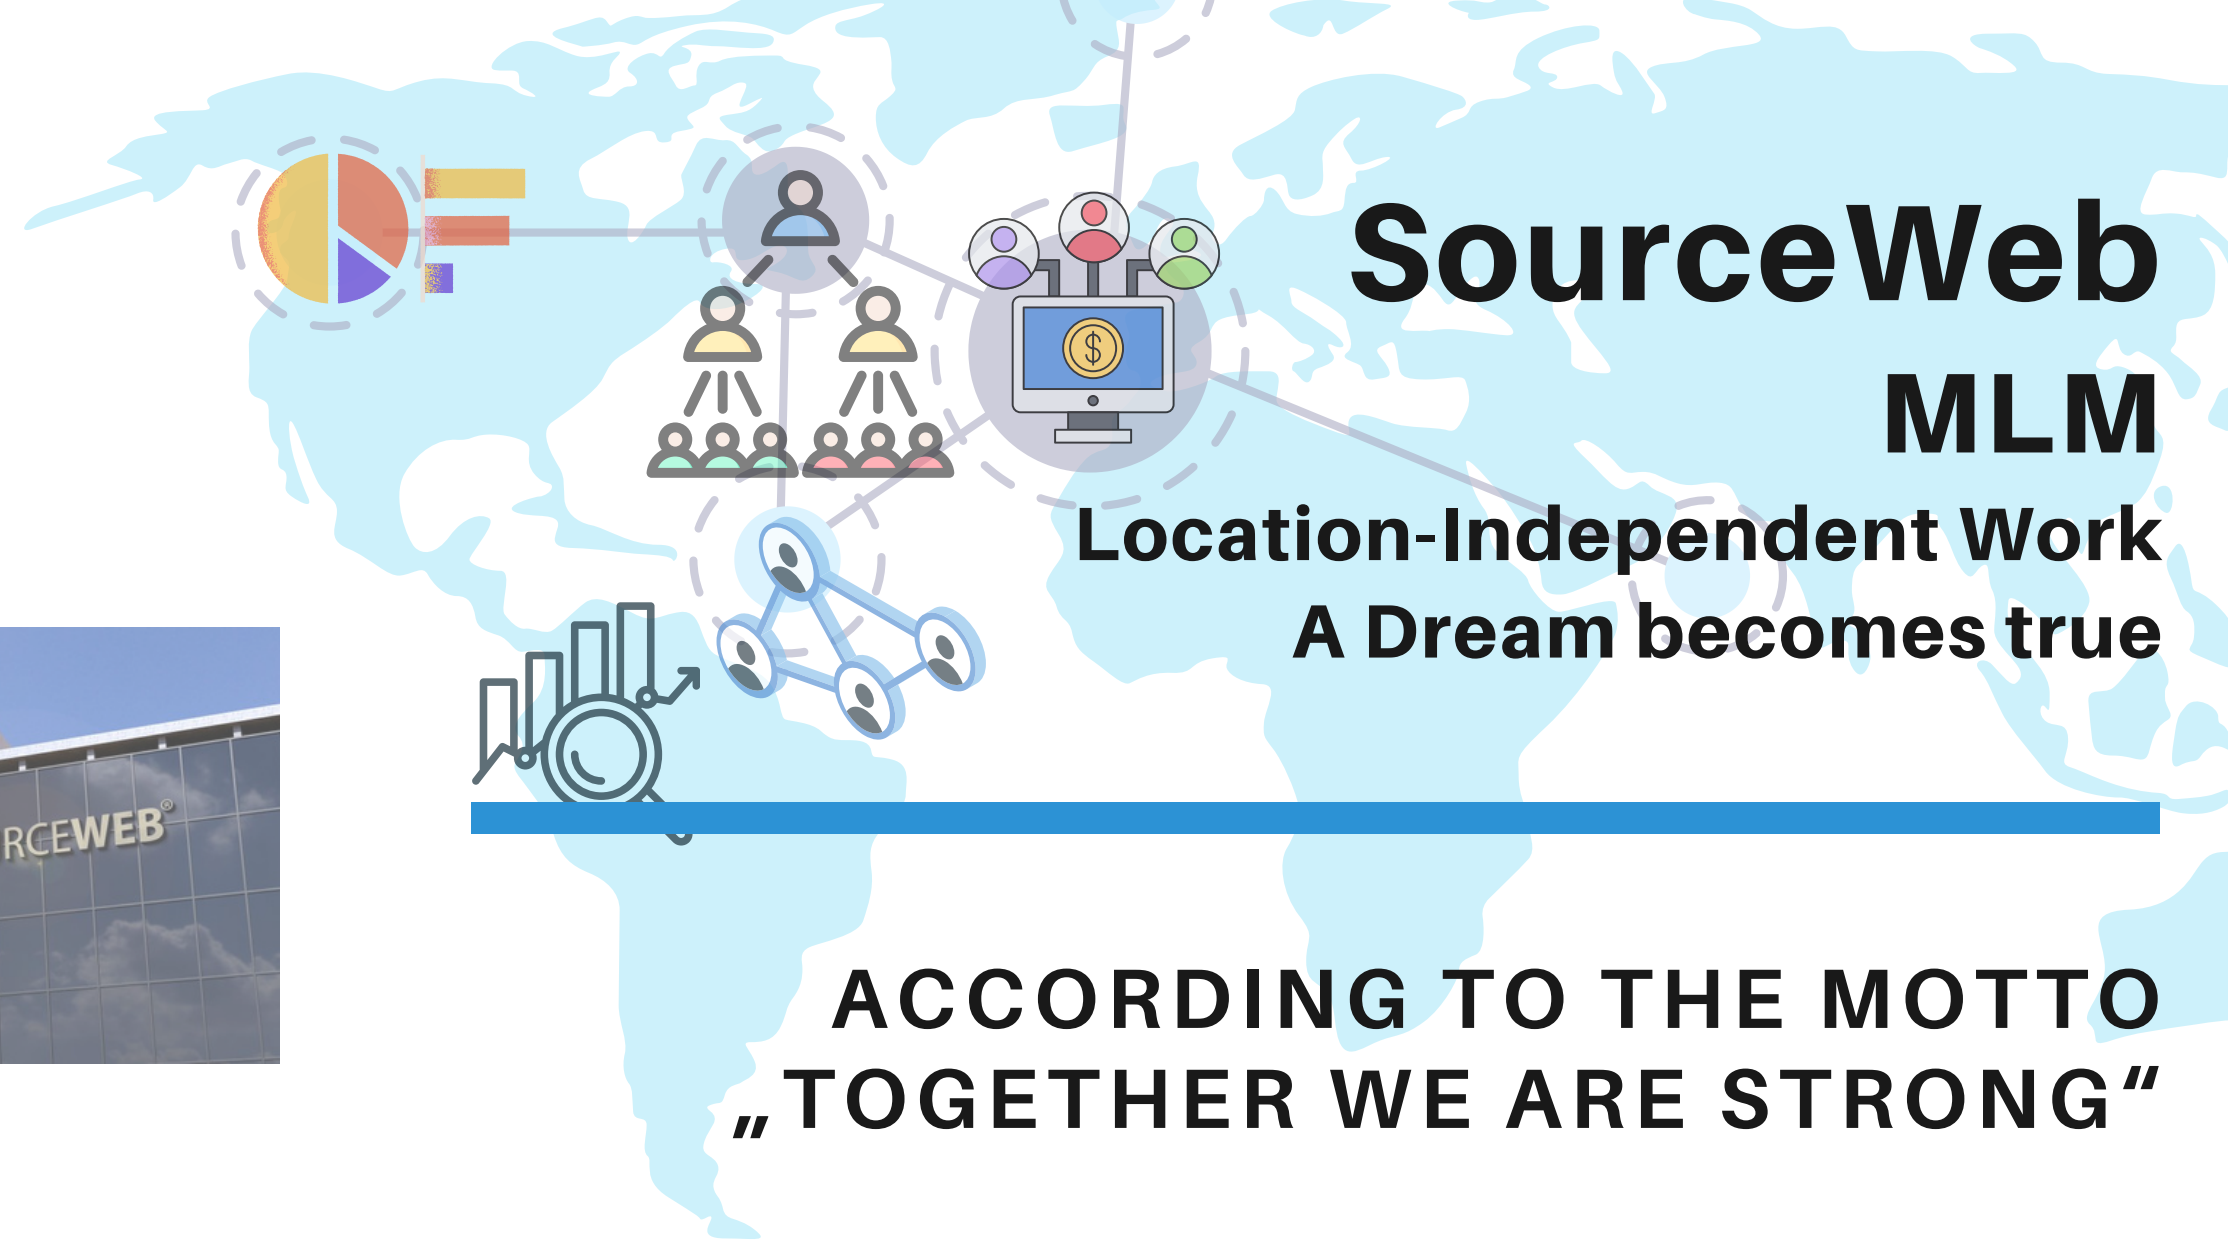 SourceWeb
MLM
Location-Independent Work
A Dream becomes true
RCEWEB®
ACCORDING TO THE MOTTO
„TOGETHER WE ARE STRONG“
$